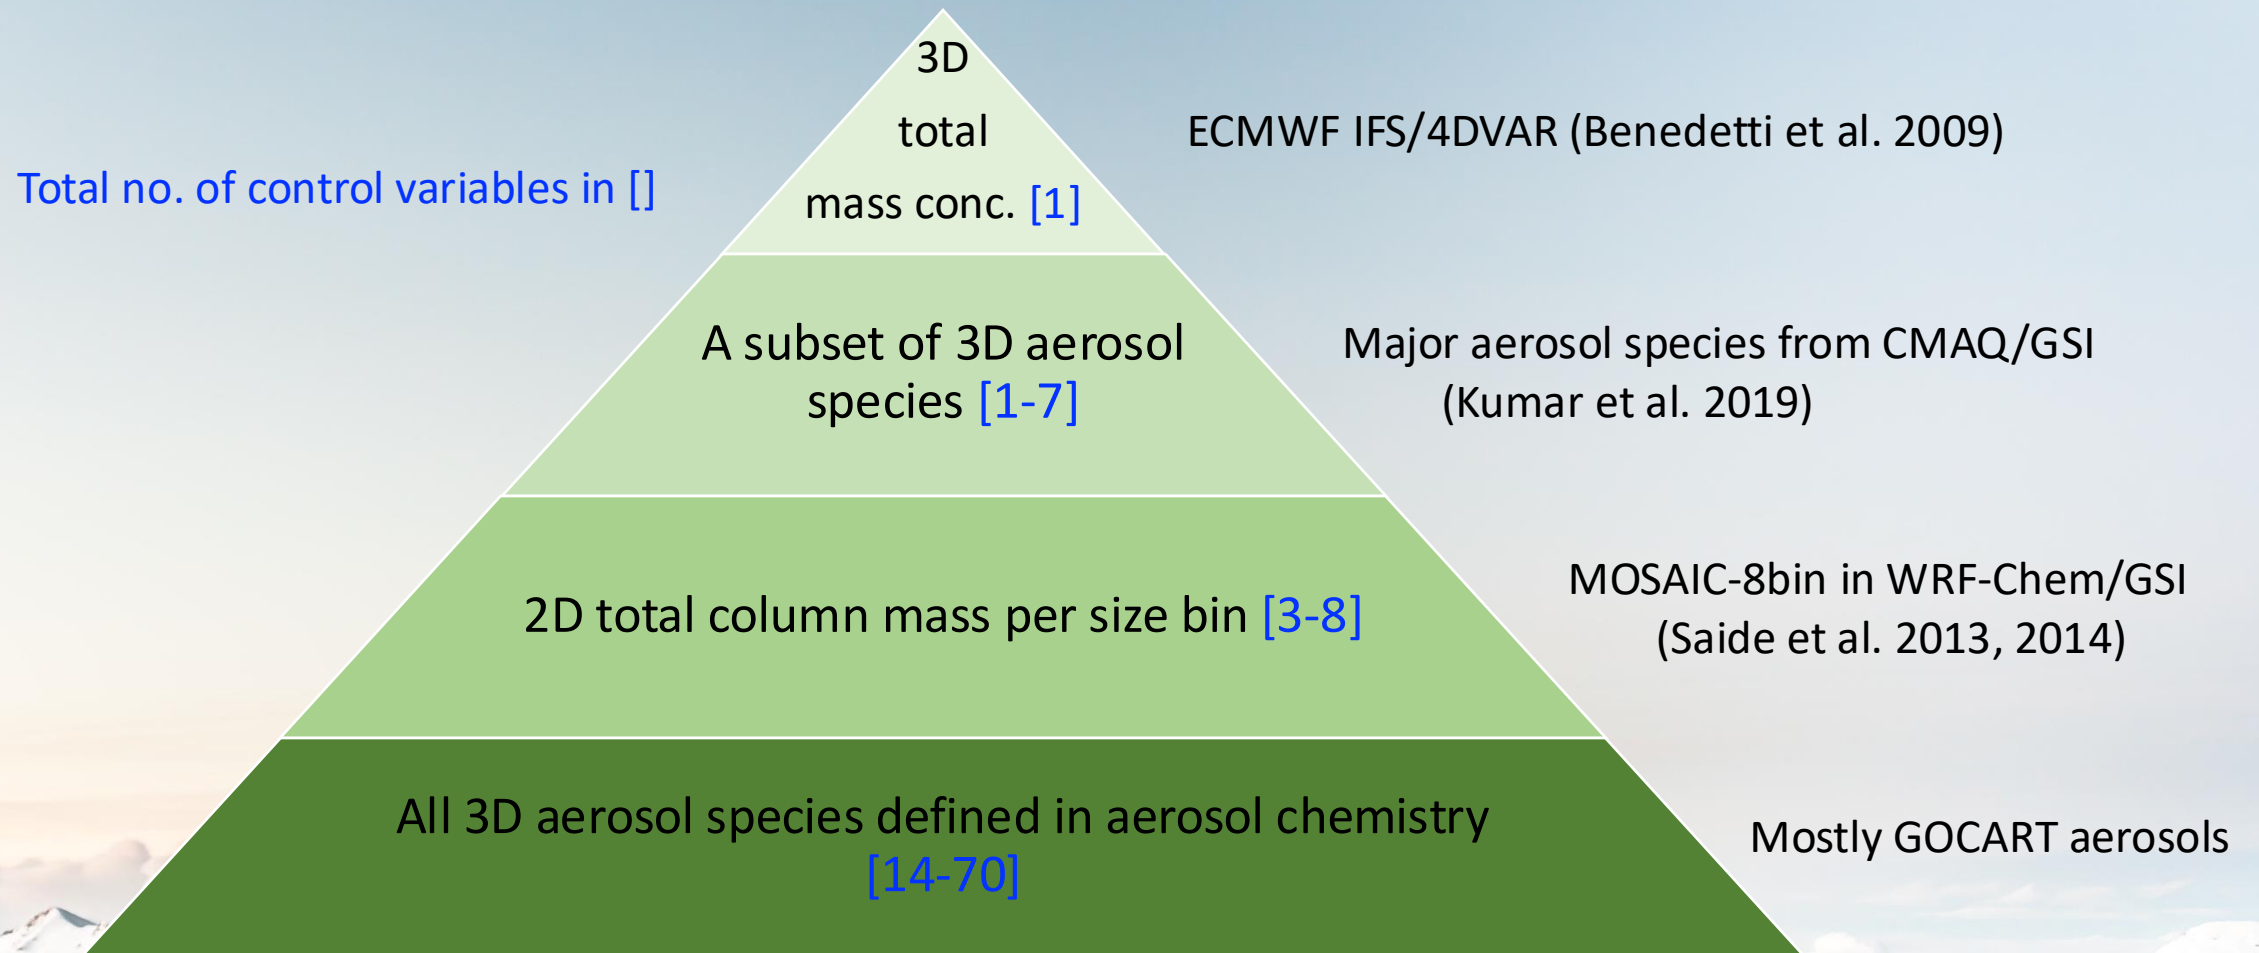 3D
total
mass conc. [1]
ECMWF IFS/4DVAR (Benedetti et al. 2009)
Total no. of control variables in []
A subset of 3D aerosol
species [1-7]
Major aerosol species from CMAQ/GSI
(Kumar et al. 2019)
2D total column mass per size bin [3-8]
MOSAIC-8bin in WRF-Chem/GSI
(Saide et al. 2013, 2014)
All 3D aerosol species defined in aerosol chemistry
[14-70]
Mostly GOCART aerosols